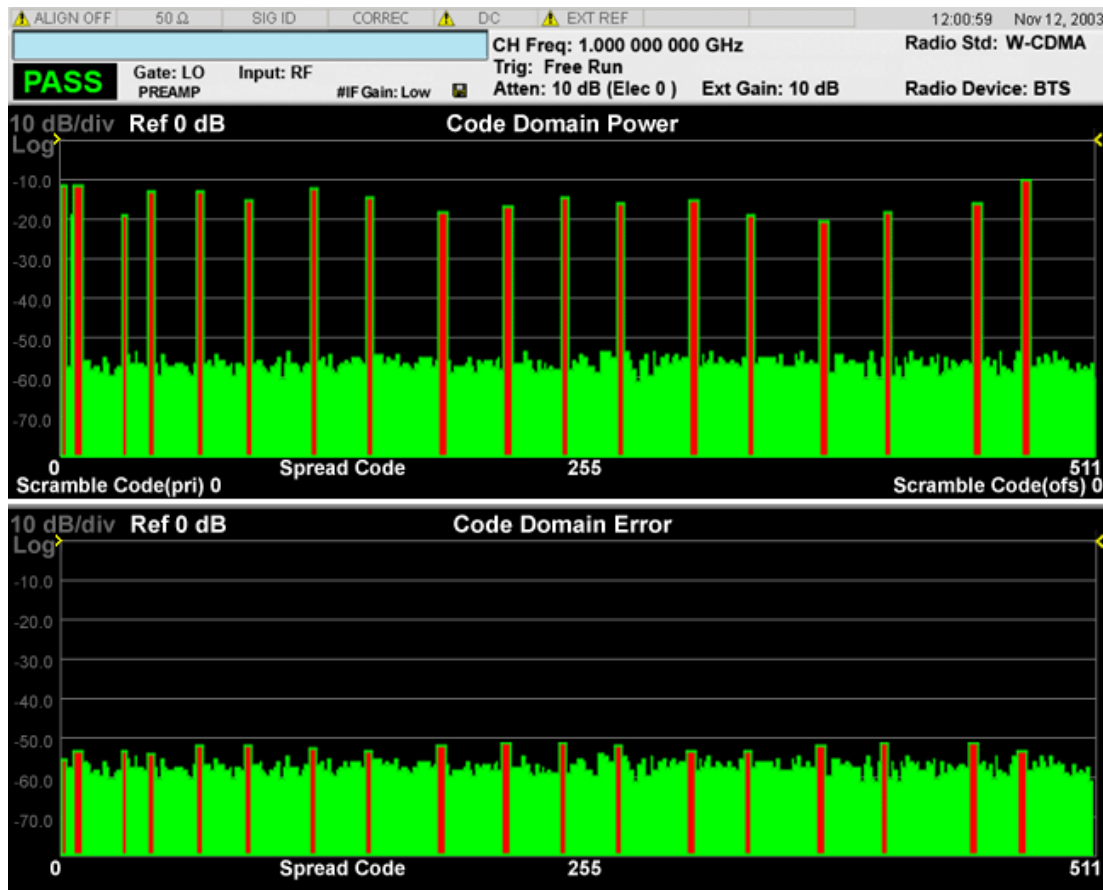 ALIGN OFF 50 Ω SIG ID CORREC DC EXT REF 12:00:59 Nov 12, 2003
CH Freq: 1.000 000 000 GHz Radio Std: W-CDMA
PASS Gate: LO Input: RF Trig: Free Run
PREAMP #IF Gain: Low Atten: 10 dB (Elec 0 ) Ext Gain: 10 dB Radio Device: BTS
10 dB/div Ref 0 dB Code Domain Power
Log
-10.0
-20.0
-30.0
-40.0
-50.0
-60.0
-70.0
0 Spread Code 255 511
Scramble Code(pri) 0 Scramble Code(ofs) 0
10 dB/div Ref 0 dB Code Domain Error
Log
-10.0
-20.0
-30.0
-40.0
-50.0
-60.0
-70.0
0 Spread Code 255 511